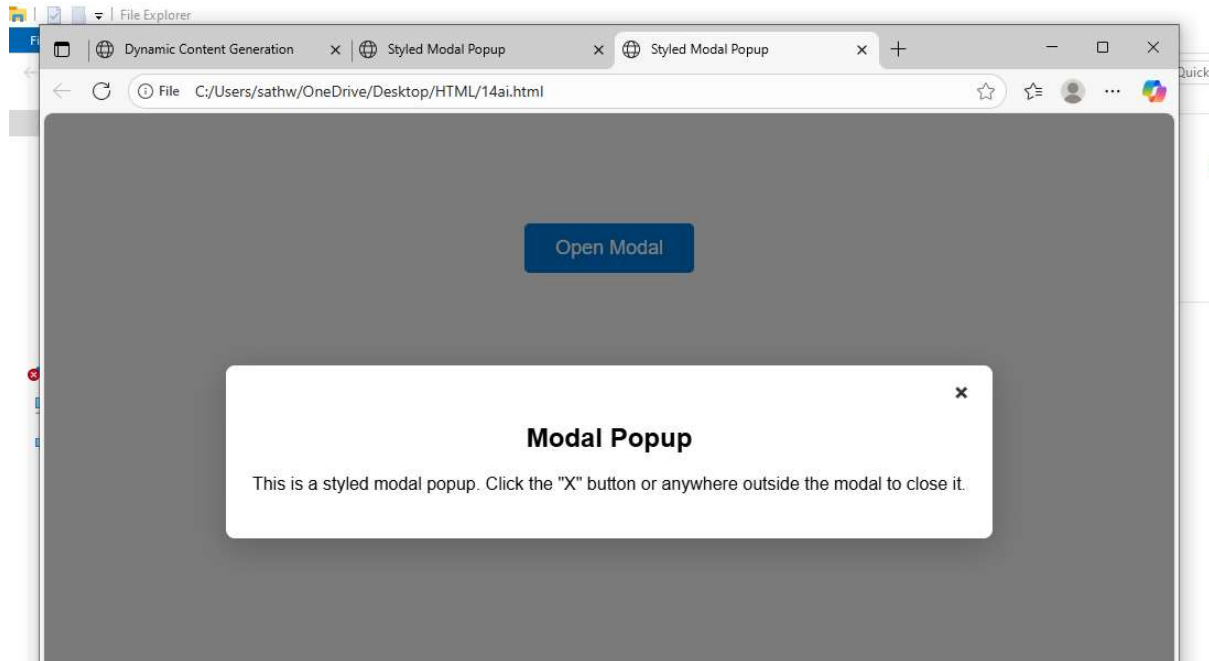 File Explorer
Dynamic Content Generation
Styled Modal Popup
Styled Modal Popup
File C:/Users/sathw/OneDrive/Desktop/HTML/14ai.html
Quick
Open Modal
Modal Popup
This is a styled modal popup. Click the "X" button or anywhere outside the modal to close it.